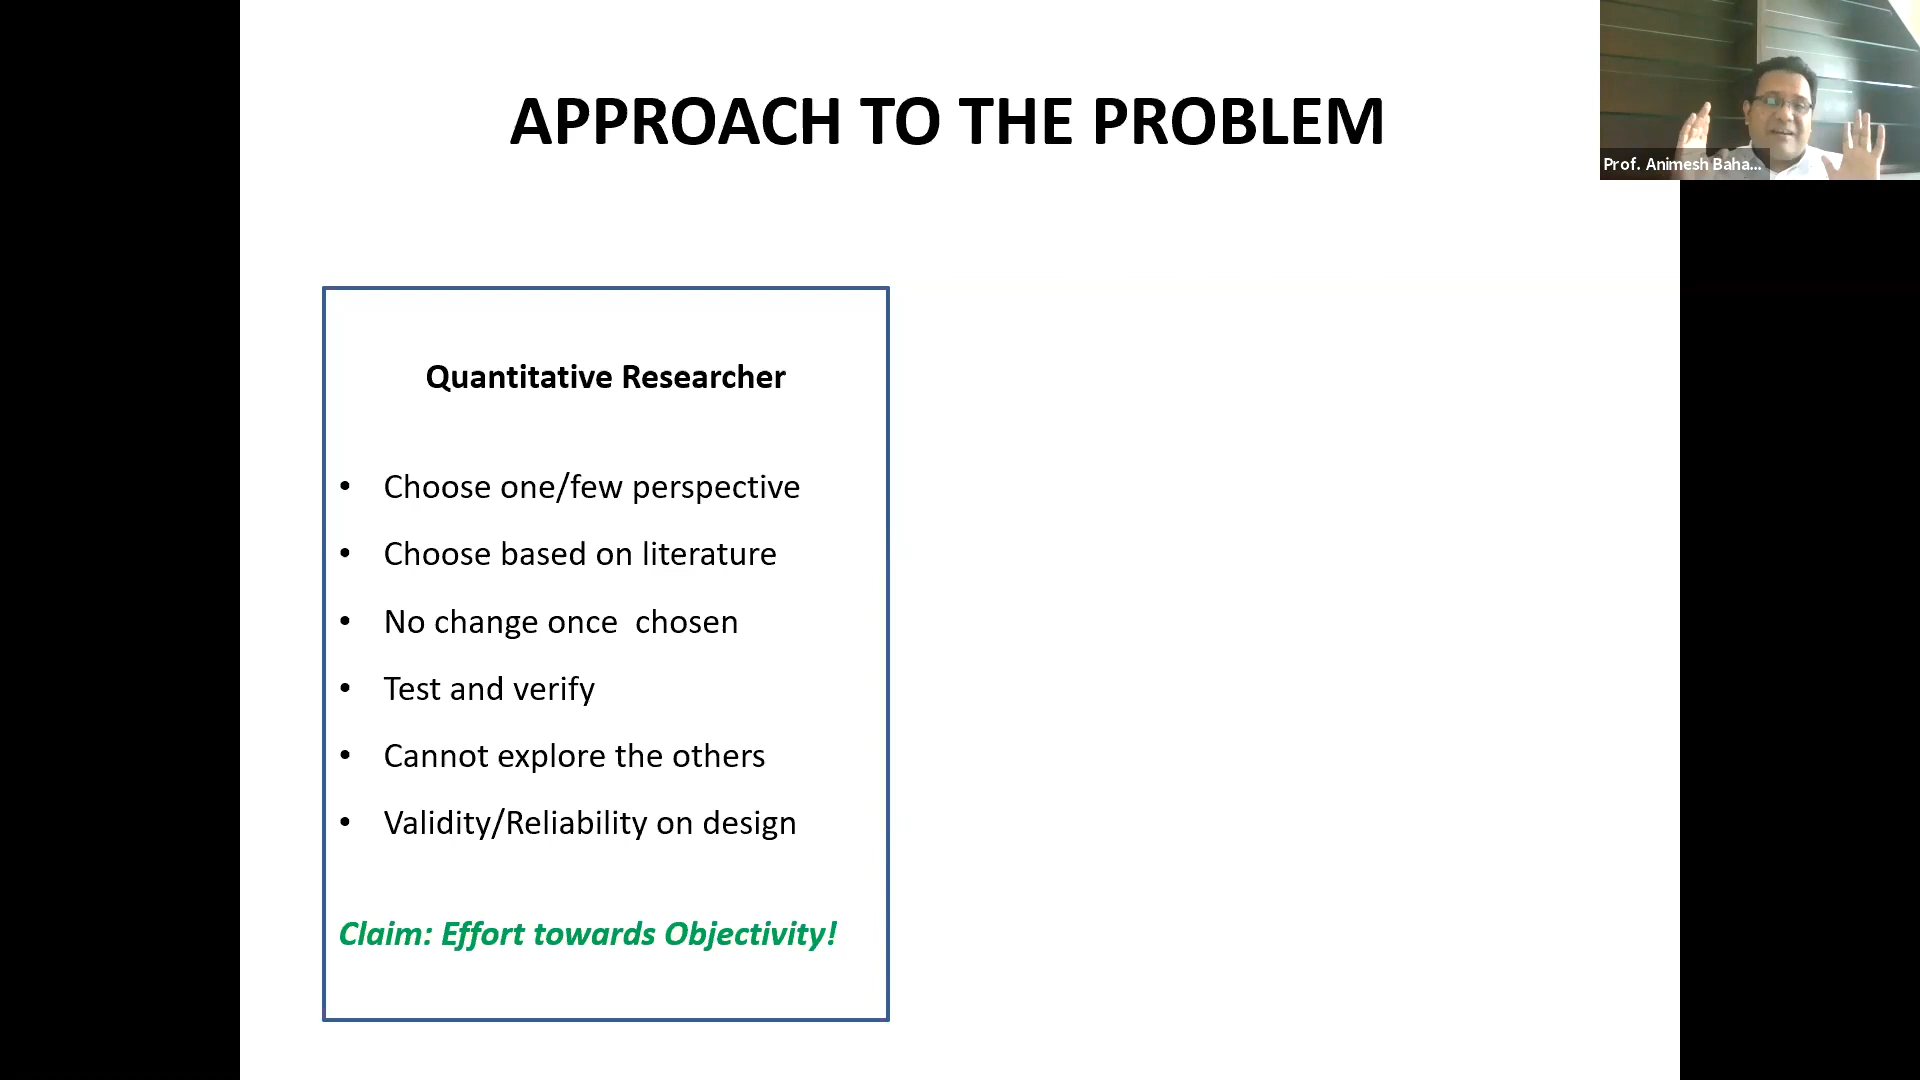 APPROACH TO THE PROBLEM
Prof. Animesh Baha...
Quantitative Researcher
• Choose one/few perspective
• Choose based on literature
• No change once  chosen
• Test and verify
• Cannot explore the others
• Validity/Reliability on design
Claim: Effort towards Objectivity!